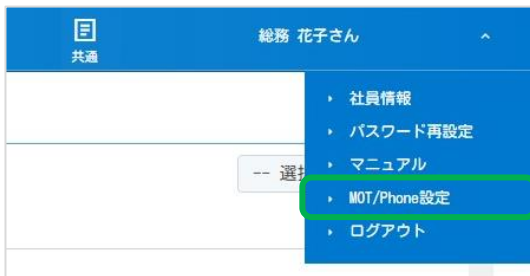 共通
総務 花子さん
社員情報
パスワード再設定
マニュアル
-- 選
MOT/Phone設定
ログアウト